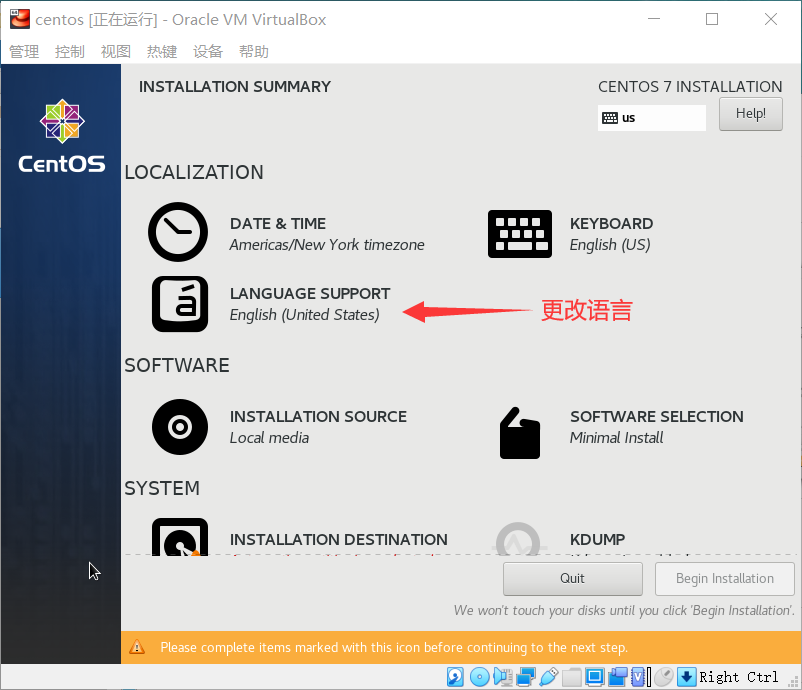 centos [正在运行] - Oracle VM VirtualBox
管理 控制 视图 热键 设备 帮助
INSTALLATION SUMMARY
CENTOS 7 INSTALLATION
us
Help!
CentOS
LOCALIZATION
DATE & TIME
Americas/New York timezone
KEYBOARD
English (US)
LANGUAGE SUPPORT
English (United States)
更改语言
SOFTWARE
INSTALLATION SOURCE
Local media
SOFTWARE SELECTION
Minimal Install
SYSTEM
INSTALLATION DESTINATION
KDUMP
Quit
Begin Installation
We won't touch your disks until you click 'Begin Installation'.
Please complete items marked with this icon before continuing to the next step.
Right Ctrl